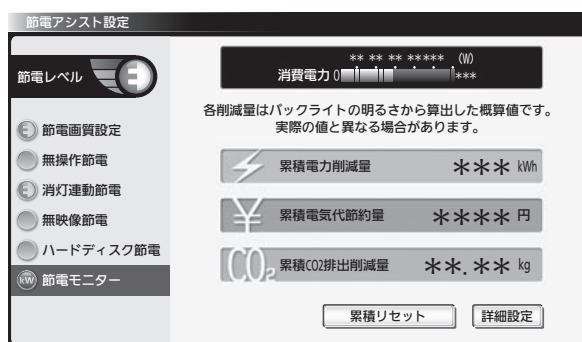 節電アシスト設定
節電レベル
節電画質設定
無操作節電
消灯連動節電
無映像節電
ハードディスク節電
kW 節電モニター
** ** ** ***** (W)
消費電力 0 ***
各削減量はバックライトの明るさから算出した概算値です。
実際の値と異なる場合があります。
累積電力削減量 *** kWh
¥ 累積電気代節約量 **** 円
CO2 累積CO2排出削減量 **.** kg
累積リセット 詳細設定